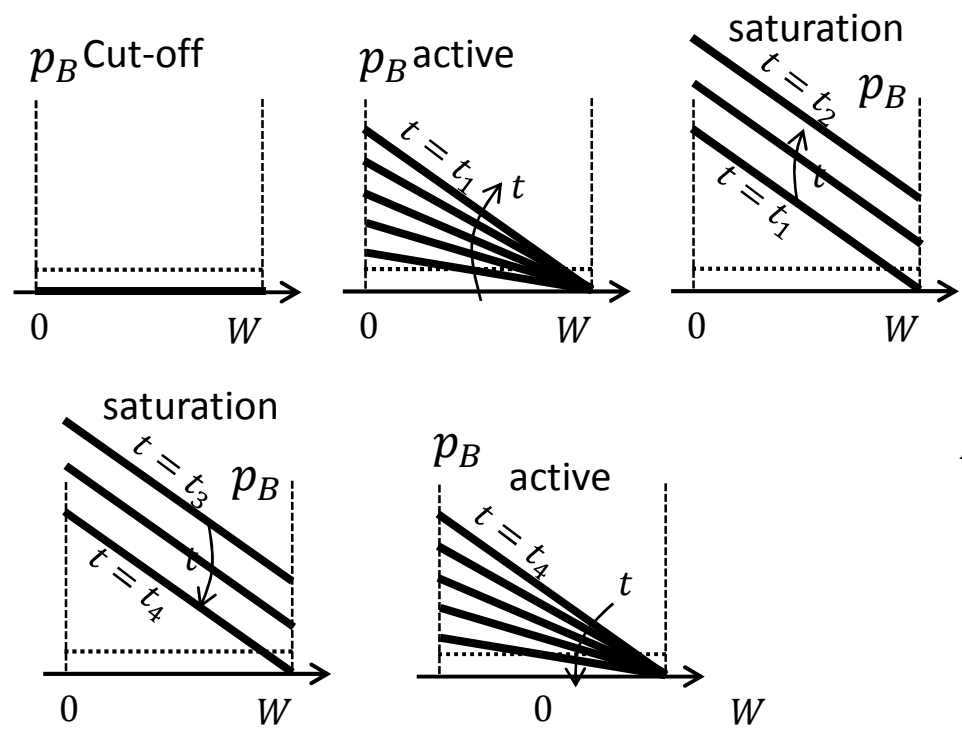 p_B Cut-off
0 W
p_B active
t = t_1
t
0 W
saturation
t = t_2
p_B
t
t = t_1
0 W
saturation
t = t_3
p_B
t
t = t_4
0 W
p_B
active
t = t_4
t
0 W